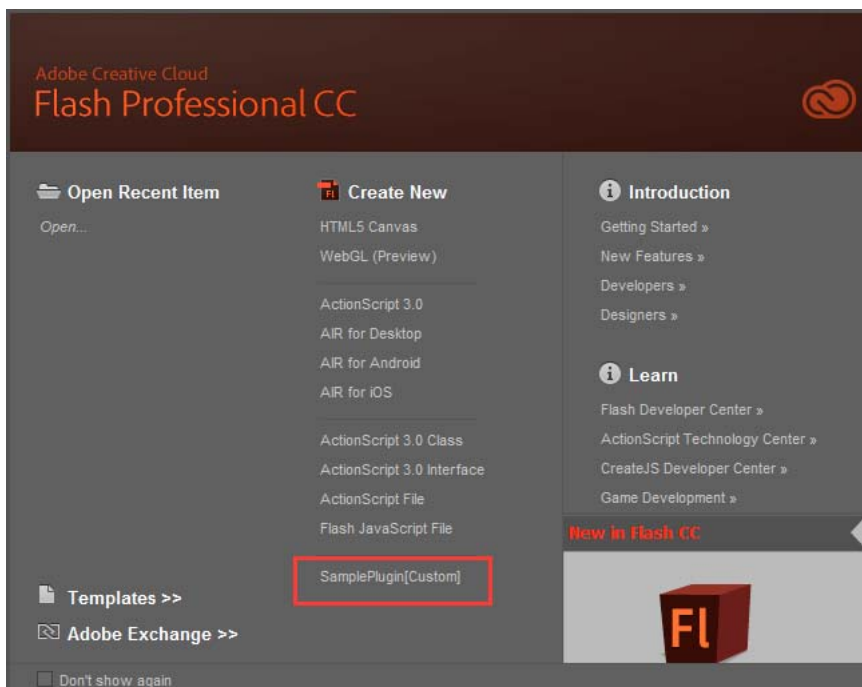 Adobe Creative Cloud
Flash Professional CC
Open Recent Item
Open...
Templates >>
Adobe Exchange >>
Don't show again
Create New
HTML5 Canvas
WebGL (Preview)
ActionScript 3.0
AIR for Desktop
AIR for Android
AIR for iOS
ActionScript 3.0 Class
ActionScript 3.0 Interface
ActionScript File
Flash JavaScript File
SamplePlugin[Custom]
Introduction
Getting Started »
New Features »
Developers »
Designers »
Learn
Flash Developer Center »
ActionScript Technology Center »
CreateJS Developer Center »
Game Development »
New in Flash CC
Fl